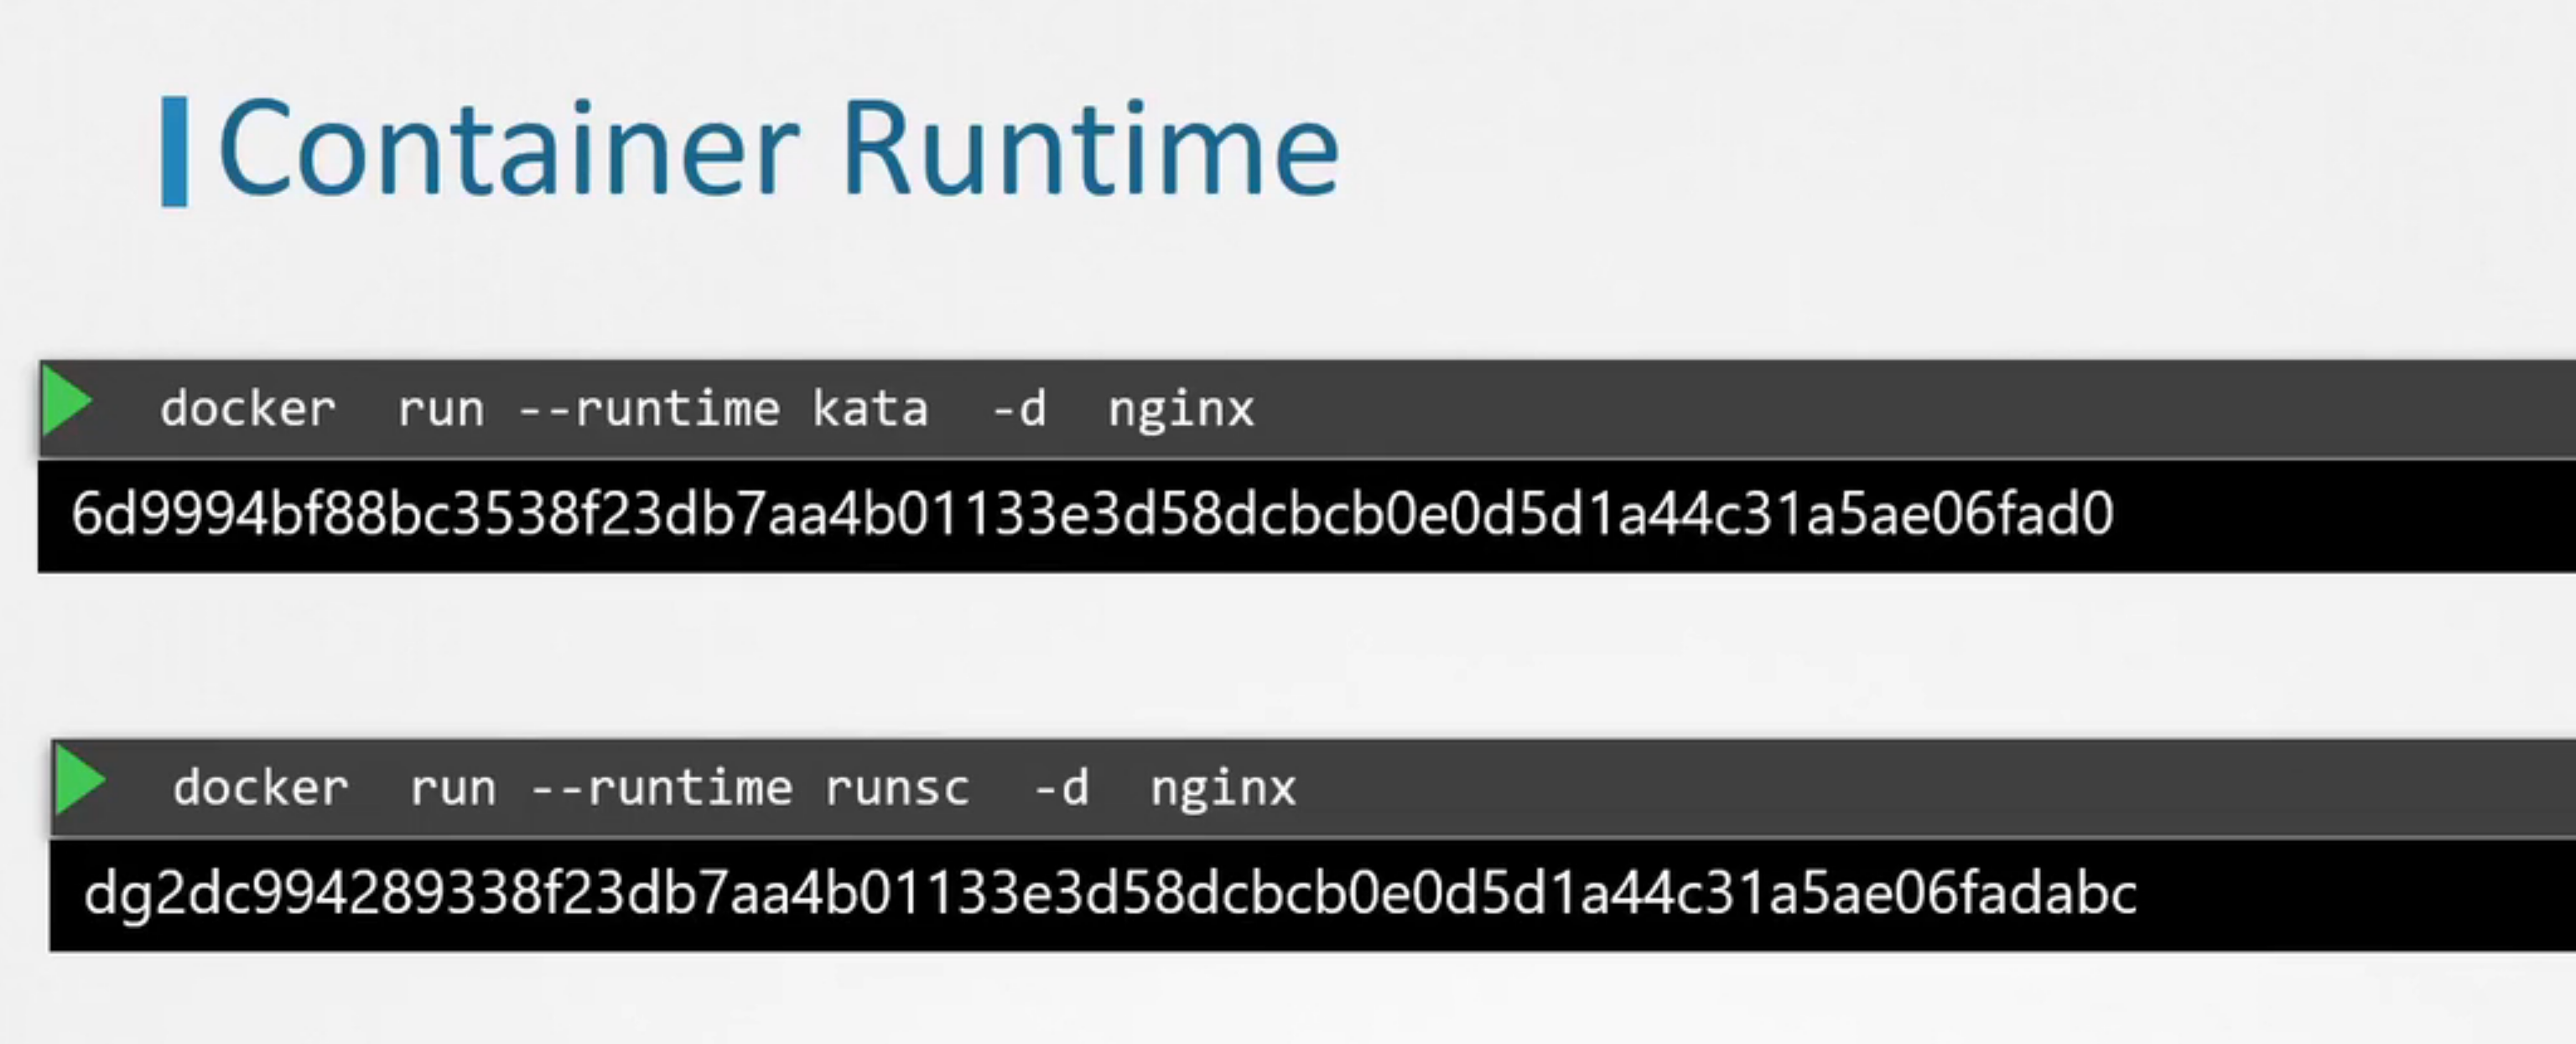 Container Runtime
docker run --runtime kata -d nginx
6d9994bf88bc3538f23db7aa4b01133e3d58dcbcb0e0d5d1a44c31a5ae06fad0
docker run --runtime runsc -d nginx
dg2dc994289338f23db7aa4b01133e3d58dcbcb0e0d5d1a44c31a5ae06fadabc